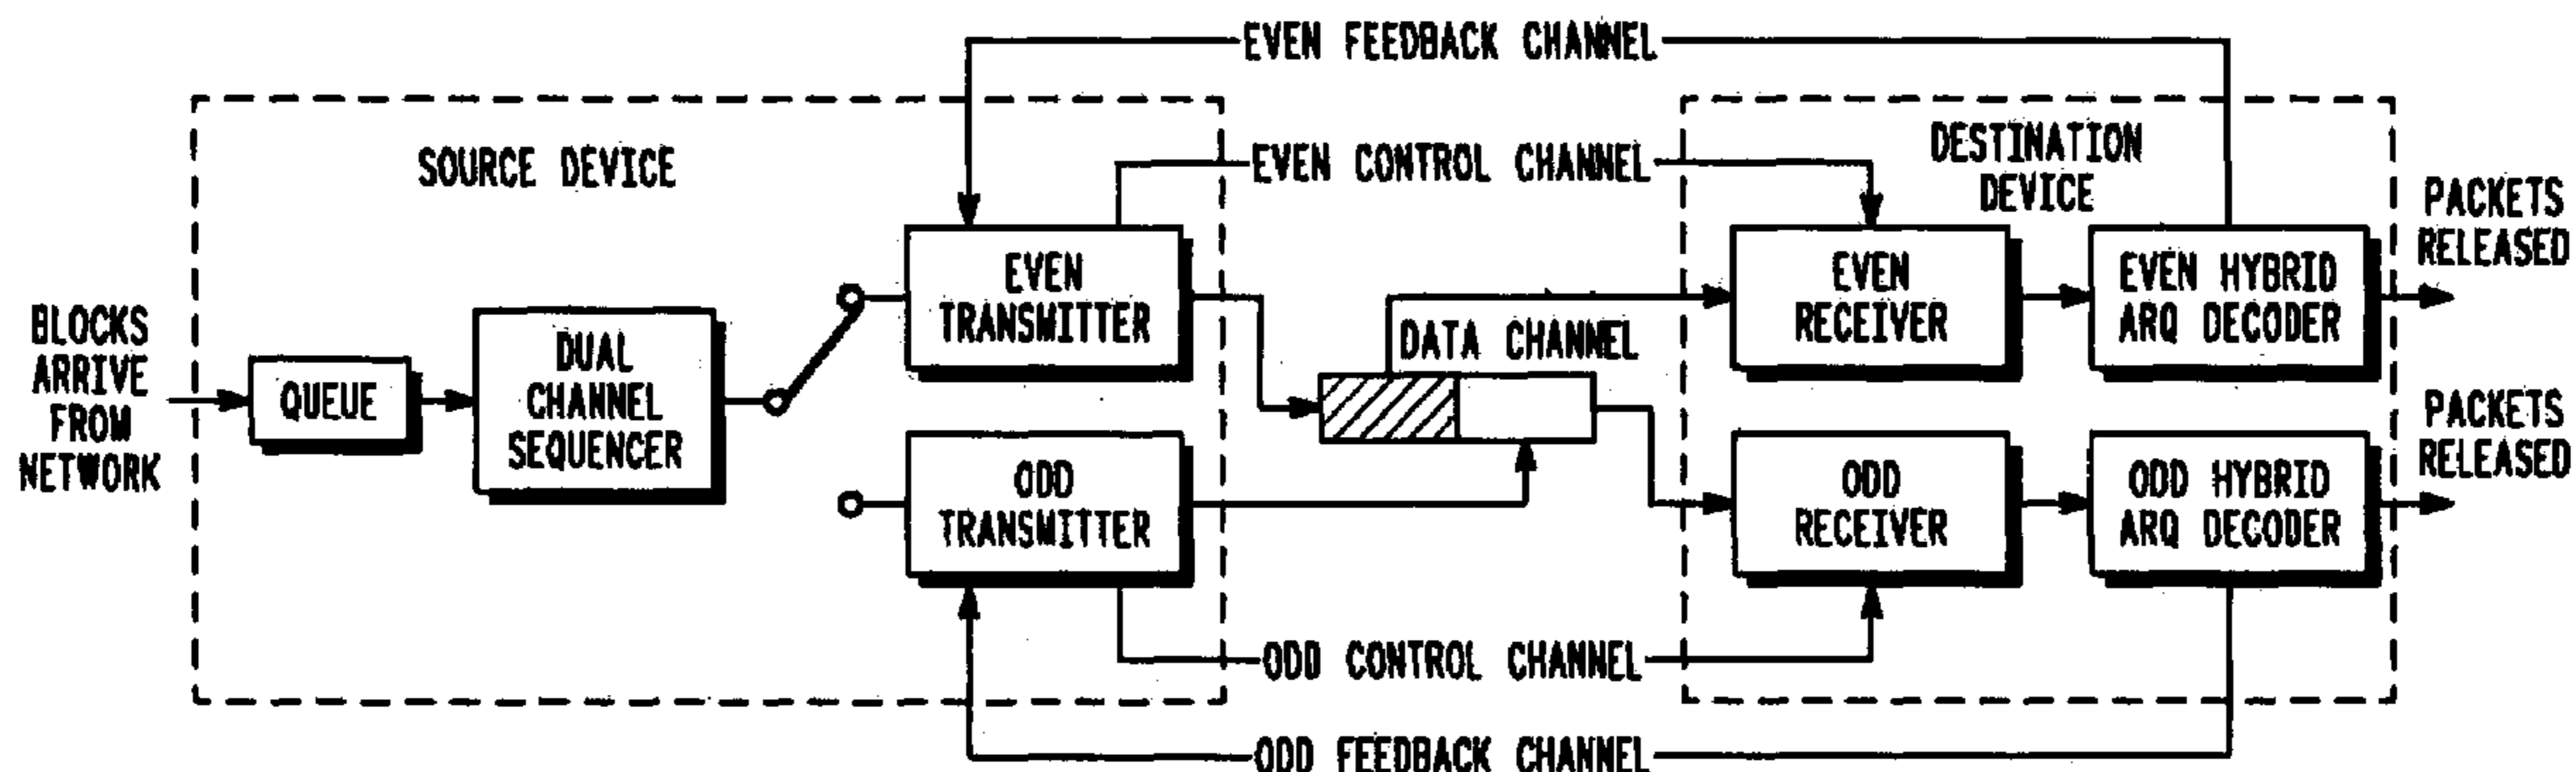 EVEN FEEDBACK CHANNEL
SOURCE DEVICE
EVEN CONTROL CHANNEL
DESTINATION
DEVICE
BLOCKS
ARRIVE
FROM
NETWORK
QUEUE
DUAL
CHANNEL
SEQUENCER
EVEN
TRANSMITTER
ODD
TRANSMITTER
DATA CHANNEL
EVEN
RECEIVER
EVEN HYBRID
ARQ DECODER
PACKETS
RELEASED
ODD
RECEIVER
ODD HYBRID
ARQ DECODER
PACKETS
RELEASED
ODD CONTROL CHANNEL
ODD FEEDBACK CHANNEL